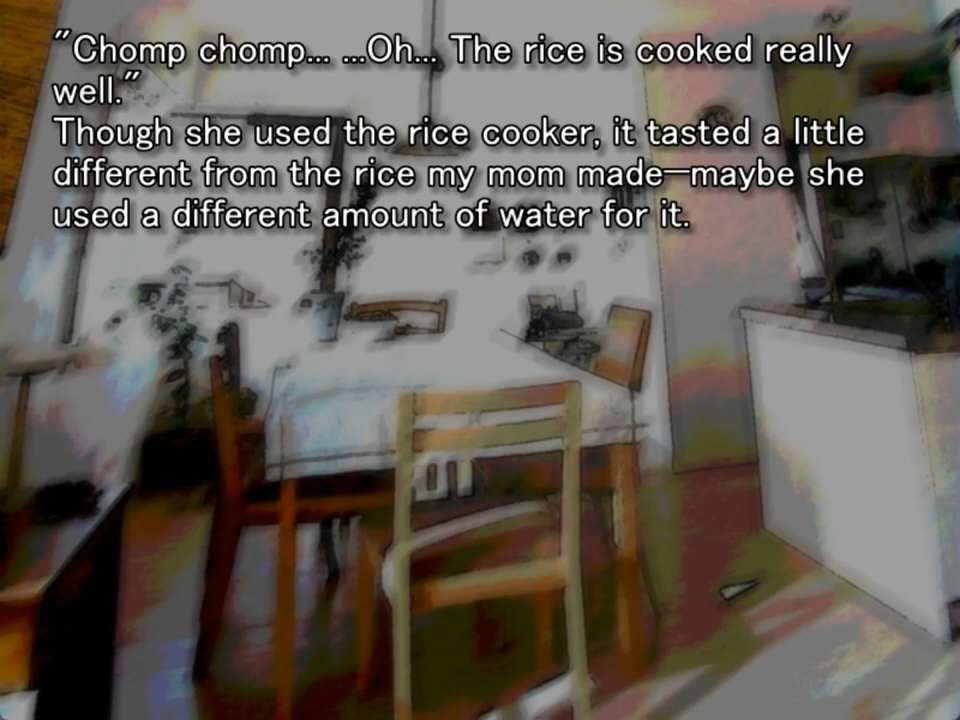 "Chomp chomp... ...Oh... The rice is cooked really
well."
Though she used the rice cooker, it tasted a little
different from the rice my mom made—maybe she
used a different amount of water for it.